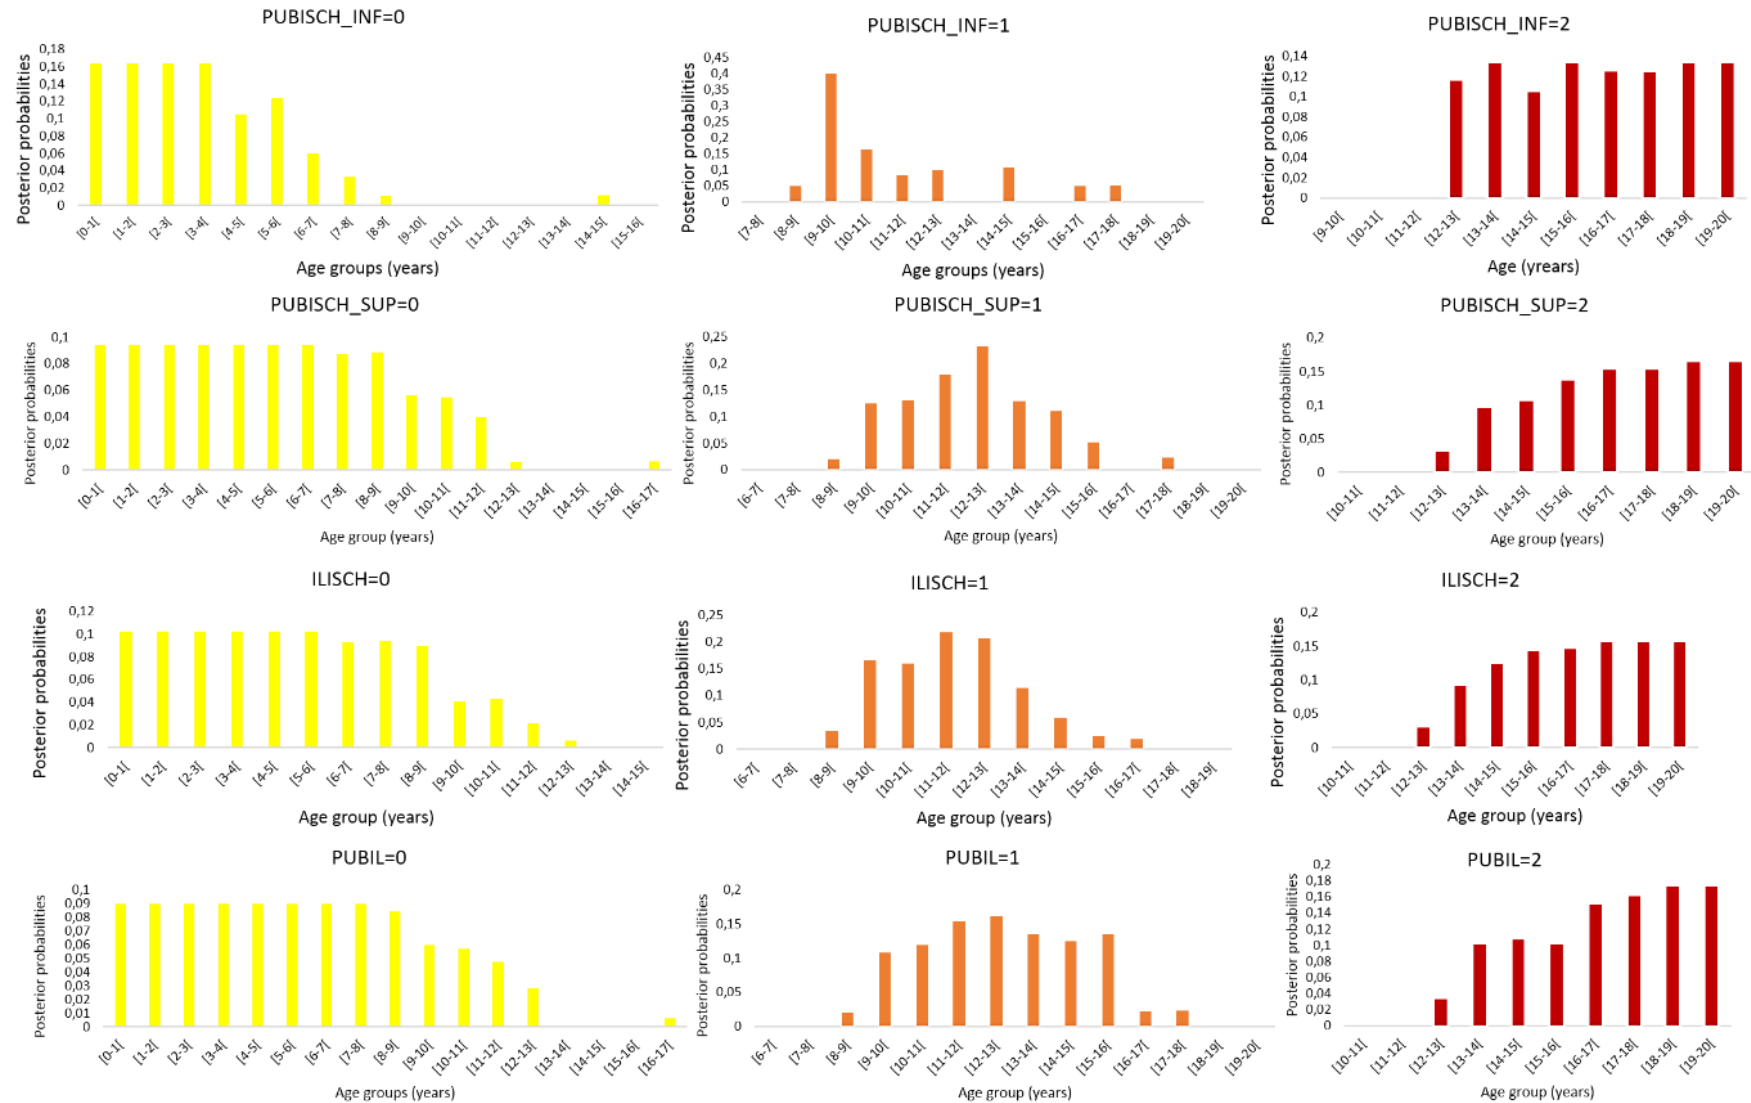 PUBISCH_INF=0
Posterior probabilities
0,18
0,16
0,14
0,12
0,1
0,08
0,06
0,04
0,02
0
[0-1[ [1-2[ [2-3[ [3-4[ [4-5[ [5-6[ [6-7[ [7-8[ [8-9[ [9-10[ [10-11[ [11-12[ [12-13[ [13-14[ [14-15[ [15-16[
Age groups (years)
PUBISCH_INF=1
Posterior probabilities
0,45
0,4
0,35
0,3
0,25
0,2
0,15
0,1
0,05
0
[7-8[ [8-9[ [9-10[ [10-11[ [11-12[ [12-13[ [13-14[ [14-15[ [15-16[ [16-17[ [17-18[ [18-19[ [19-20[
Age groups (years)
PUBISCH_INF=2
Posterior probabilities
0,14
0,12
0,1
0,08
0,06
0,04
0,02
0
[9-10[ [10-11[ [11-12[ [12-13[ [13-14[ [14-15[ [15-16[ [16-17[ [17-18[ [18-19[ [19-20[
Age (yrears)
PUBISCH_SUP=0
Posterior probabilities
0,1
0,08
0,06
0,04
0,02
0
[0-1[ [1-2[ [2-3[ [3-4[ [4-5[ [5-6[ [6-7[ [7-8[ [8-9[ [9-10[ [10-11[ [11-12[ [12-13[ [13-14[ [14-15[ [15-16[ [16-17[
Age group (years)
PUBISCH_SUP=1
Posterior probabilities
0,25
0,2
0,15
0,1
0,05
0
[6-7[ [7-8[ [8-9[ [9-10[ [10-11[ [11-12[ [12-13[ [13-14[ [14-15[ [15-16[ [16-17[ [17-18[ [18-19[ [19-20[
Age group (years)
PUBISCH_SUP=2
Posterior probabilities
0,2
0,15
0,1
0,05
0
[10-11[ [11-12[ [12-13[ [13-14[ [14-15[ [15-16[ [16-17[ [17-18[ [18-19[ [19-20[
Age group (years)
ILISCH=0
Posterior probabilities
0,12
0,1
0,08
0,06
0,04
0,02
0
[0-1[ [1-2[ [2-3[ [3-4[ [4-5[ [5-6[ [6-7[ [7-8[ [8-9[ [9-10[ [10-11[ [11-12[ [12-13[ [13-14[ [14-15[
Age group (years)
ILISCH=1
Posterior probabilities
0,25
0,2
0,15
0,1
0,05
0
[6-7[ [7-8[ [8-9[ [9-10[ [10-11[ [11-12[ [12-13[ [13-14[ [14-15[ [15-16[ [16-17[ [17-18[ [18-19[
Age group (years)
ILISCH=2
Posterior probabilities
0,2
0,15
0,1
0,05
0
[10-11[ [11-12[ [12-13[ [13-14[ [14-15[ [15-16[ [16-17[ [17-18[ [18-19[ [19-20[
Age group (years)
PUBIL=0
Posterior probabilities
0,1
0,09
0,08
0,07
0,06
0,05
0,04
0,03
0,02
0,01
0
[0-1[ [1-2[ [2-3[ [3-4[ [4-5[ [5-6[ [6-7[ [7-8[ [8-9[ [9-10[ [10-11[ [11-12[ [12-13[ [13-14[ [14-15[ [15-16[ [16-17[
Age groups (years)
PUBIL=1
Posterior probabilities
0,2
0,15
0,1
0,05
0
[6-7[ [7-8[ [8-9[ [9-10[ [10-11[ [11-12[ [12-13[ [13-14[ [14-15[ [15-16[ [16-17[ [17-18[ [18-19[ [19-20[
Age group (years)
PUBIL=2
Posterior probabilities
0,2
0,18
0,16
0,14
0,12
0,1
0,08
0,06
0,04
0,02
0
[10-11[ [11-12[ [12-13[ [13-14[ [14-15[ [15-16[ [16-17[ [17-18[ [18-19[ [19-20[
Age group (years)